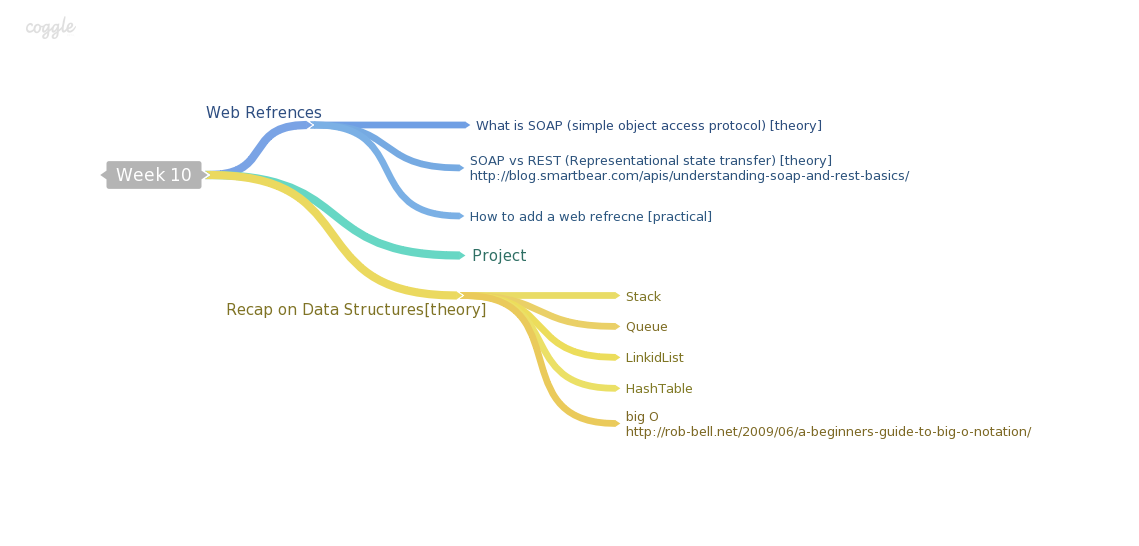 coggle
Web Refrences
What is SOAP (simple object access protocol) [theory]
SOAP vs REST (Representational state transfer) [theory]
http://blog.smartbear.com/apis/understanding-soap-and-rest-basics/
Week 10
How to add a web refrecne [practical]
Project
Recap on Data Structures[theory]
Stack
Queue
LinkidList
HashTable
big O
http://rob-bell.net/2009/06/a-beginners-guide-to-big-o-notation/